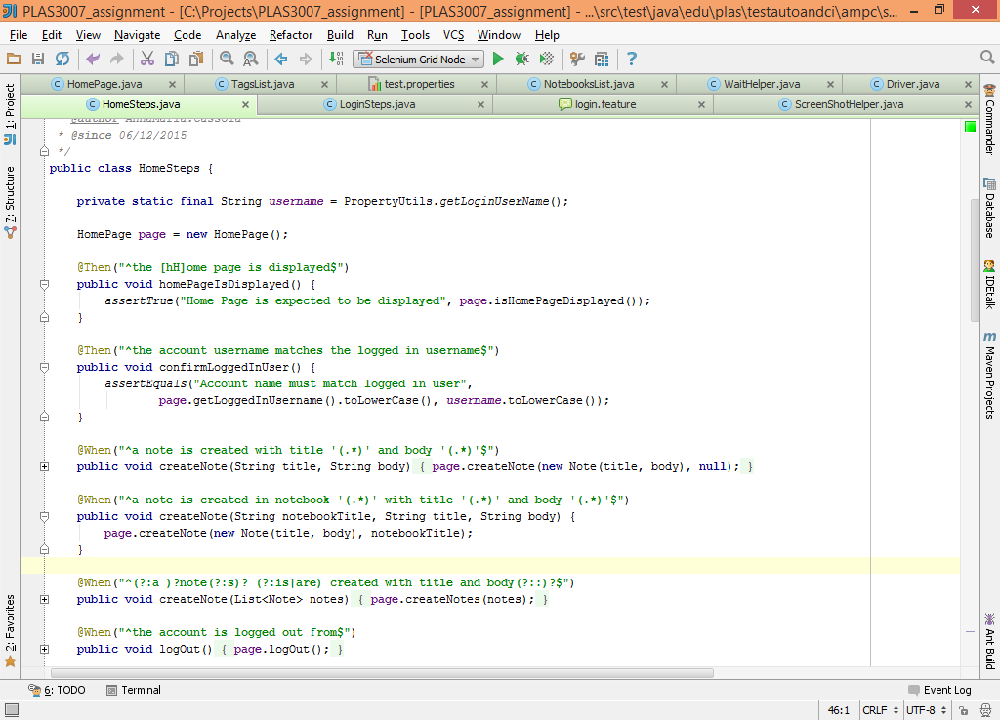 PLAS3007_assignment - [C:\Projects\PLAS3007_assignment] - [PLAS3007_assignment] - ...\src\test\java\edu\plas\testautoandci\ampc\s...
File Edit View Navigate Code Analyze Refactor Build Run Tools VCS Window Help
Selenium Grid Node
HomePage.java TagsList.java test.properties NotebooksList.java WaitHelper.java Driver.java
HomeSteps.java LoginSteps.java login.feature ScreenShotHelper.java
* @since 06/12/2015
*/
public class HomeSteps {
private static final String username = PropertyUtils.getLoginUserName();
HomePage page = new HomePage();
@Then("^the [hH]ome page is displayed$")
public void homePageIsDisplayed() {
assertTrue("Home Page is expected to be displayed", page.isHomePageDisplayed());
}
@Then("^the account username matches the logged in username$")
public void confirmLoggedInUser() {
assertEquals("Account name must match logged in user",
page.getLoggedInUsername().toLowerCase(), username.toLowerCase());
}
@When("^a note is created with title '(.*)' and body '(.*)'$")
public void createNote(String title, String body) { page.createNote(new Note(title, body), null); }
@When("^a note is created in notebook '(.*)' with title '(.*)' and body '(.*)'$")
public void createNote(String notebookTitle, String title, String body) {
page.createNote(new Note(title, body), notebookTitle);
}
@When("^(?:a )?note(?:s)? (?:is|are) created with title and body(?::)?$")
public void createNote(List<Note> notes) { page.createNotes(notes); }
@When("^the account is logged out from$")
public void logOut() { page.logOut(); }
1: Project
Z: Structure
2: Favorites
Commander
Database
IDEtalk
m Maven Projects
Ant Build
6: TODO Terminal Event Log
46:1 CRLF UTF-8